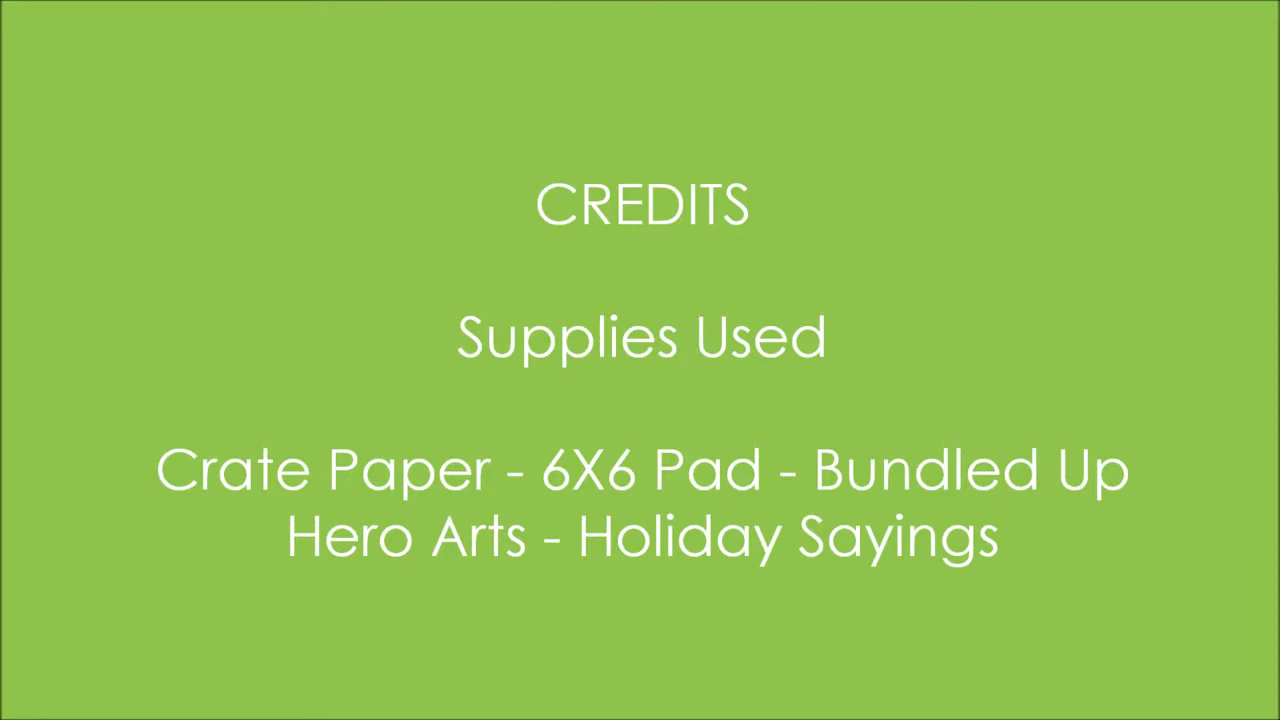 CREDITS
Supplies Used
Crate Paper - 6X6 Pad - Bundled Up
Hero Arts - Holiday Sayings